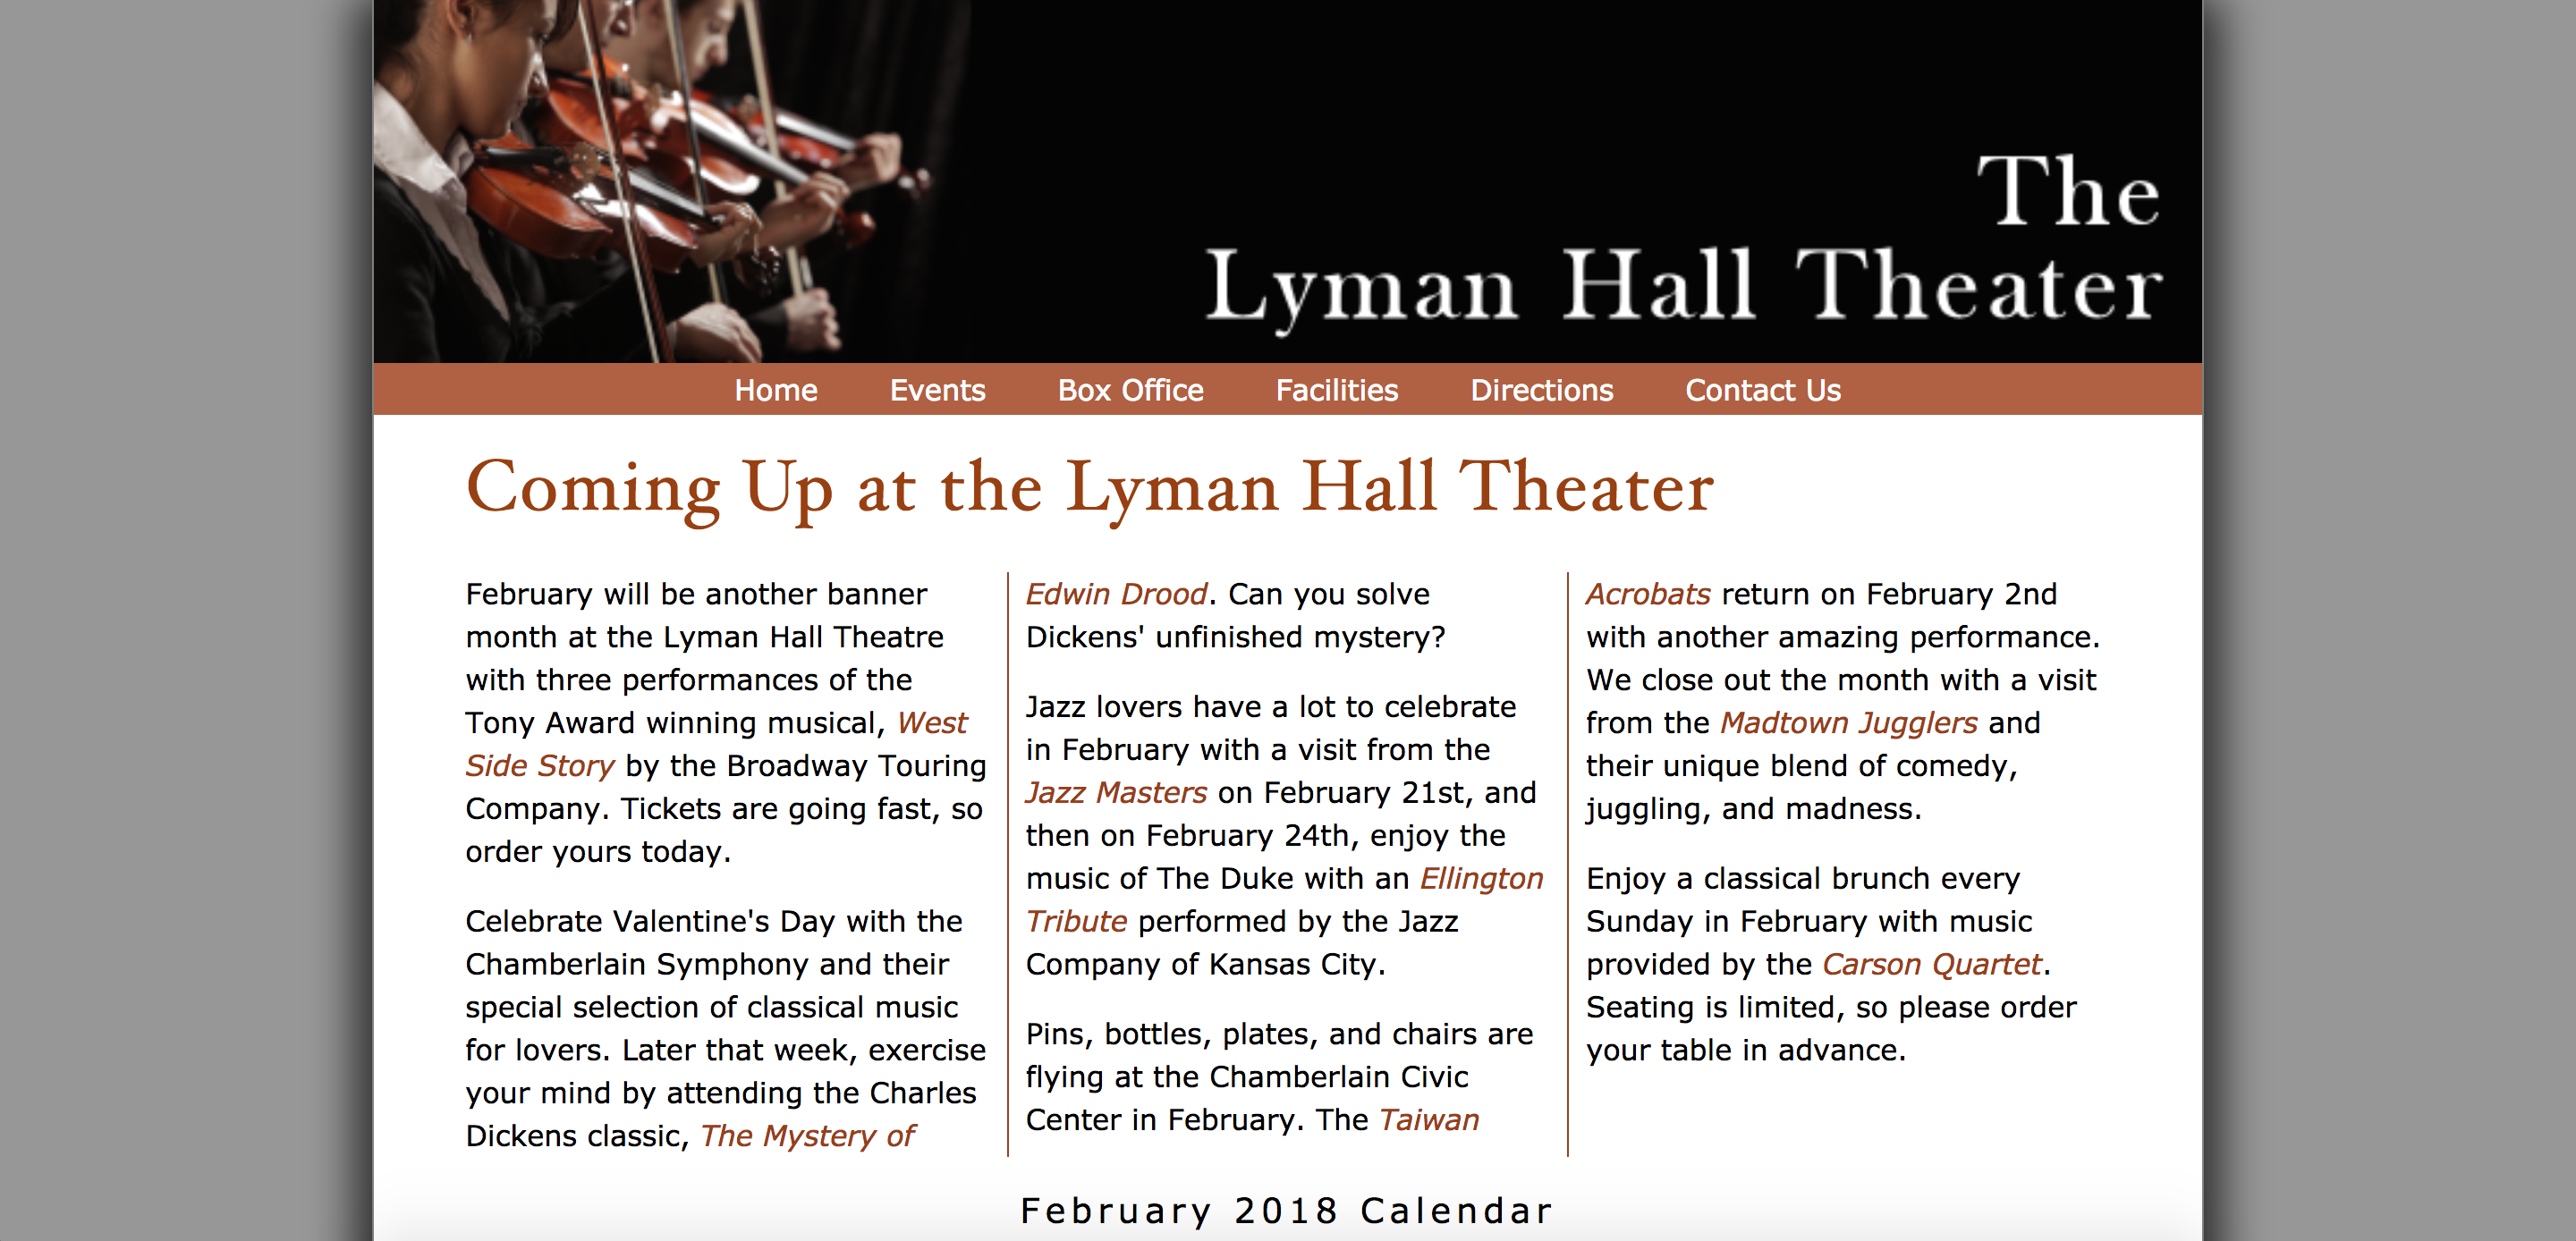 The
Lyman Hall Theater
Home Events Box Office Facilities Directions Contact Us
Coming Up at the Lyman Hall Theater
February will be another banner
month at the Lyman Hall Theatre
with three performances of the
Tony Award winning musical, West
Side Story by the Broadway Touring
Company. Tickets are going fast, so
order yours today.
Celebrate Valentine's Day with the
Chamberlain Symphony and their
special selection of classical music
for lovers. Later that week, exercise
your mind by attending the Charles
Dickens classic, The Mystery of
Edwin Drood. Can you solve
Dickens' unfinished mystery?
Jazz lovers have a lot to celebrate
in February with a visit from the
Jazz Masters on February 21st, and
then on February 24th, enjoy the
music of The Duke with an Ellington
Tribute performed by the Jazz
Company of Kansas City.
Pins, bottles, plates, and chairs are
flying at the Chamberlain Civic
Center in February. The Taiwan
Acrobats return on February 2nd
with another amazing performance.
We close out the month with a visit
from the Madtown Jugglers and
their unique blend of comedy,
juggling, and madness.
Enjoy a classical brunch every
Sunday in February with music
provided by the Carson Quartet.
Seating is limited, so please order
your table in advance.
February 2018 Calendar